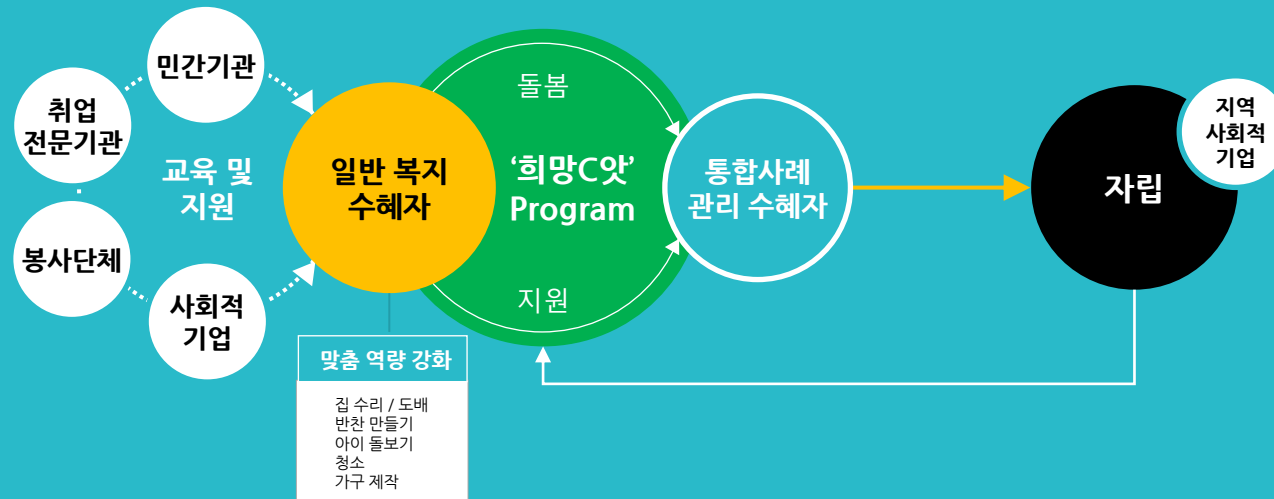 민간기관
취업
전문기관
교육 및
지원
봉사단체
사회적
기업
일반 복지
수혜자
돌봄
‘희망C앗’
Program
지원
통합사례
관리 수혜자
자립
지역
사회적
기업
맞춤 역량 강화
집 수리 / 도배
반찬 만들기
아이 돌보기
청소
가구 제작